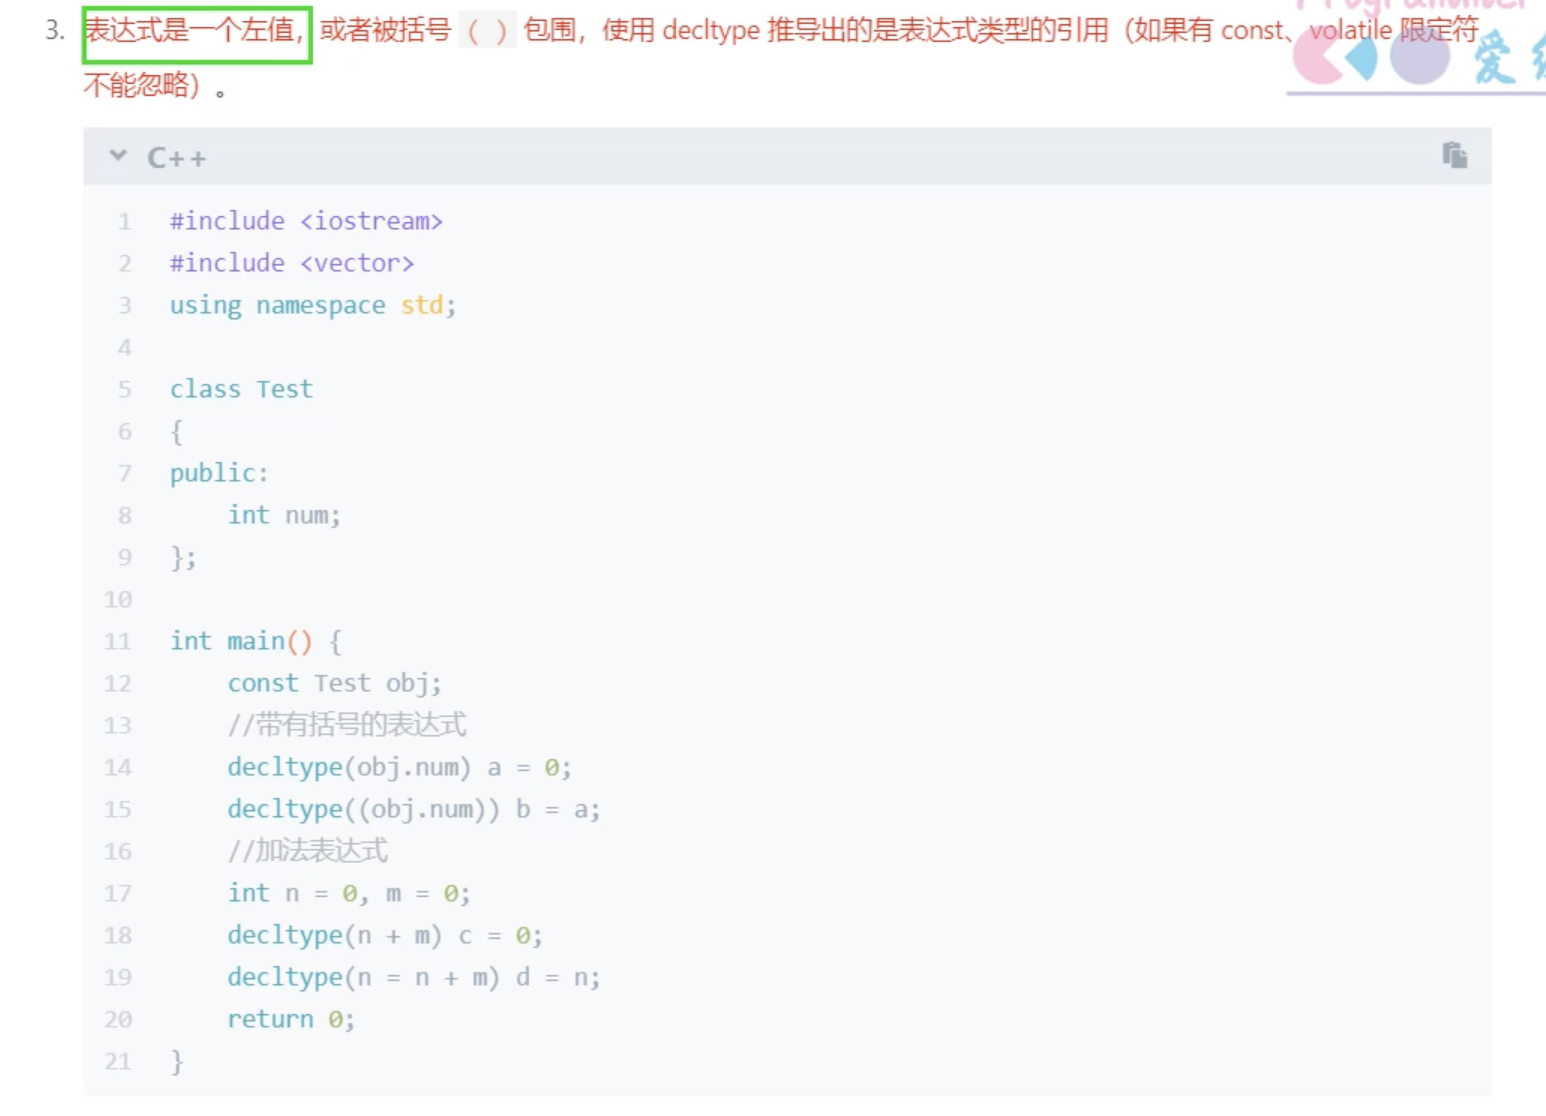 3. 表达式是一个左值，或者被括号 ( ) 包围，使用 decltype 推导出的是表达式类型的引用（如果有 const、volatile 限定符
不能忽略）。
C++
1 #include <iostream>
2 #include <vector>
3 using namespace std;
4
5 class Test
6 {
7 public:
8     int num;
9 };
10
11 int main() {
12     const Test obj;
13     //带有括号的表达式
14     decltype(obj.num) a = 0;
15     decltype((obj.num)) b = a;
16     //加法表达式
17     int n = 0, m = 0;
18     decltype(n + m) c = 0;
19     decltype(n = n + m) d = n;
20     return 0;
21 }
爱